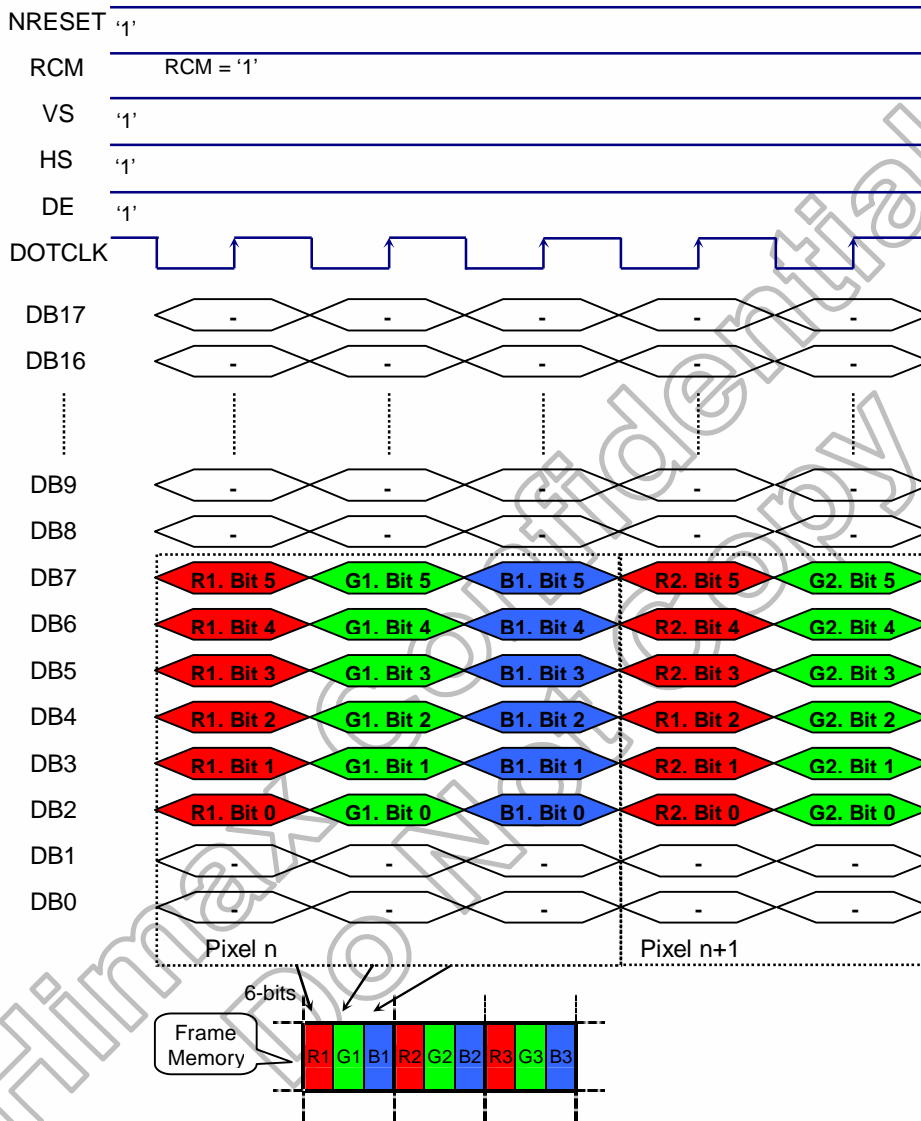 NRESET '1'
RCM RCM = '1'
VS '1'
HS '1'
DE '1'
DOTCLK
DB17 - - - - -
DB16 - - - - -
DB9 - - - - -
DB8 - - - - -
DB7 R1. Bit 5 G1. Bit 5 B1. Bit 5 R2. Bit 5 G2. Bit 5
DB6 R1. Bit 4 G1. Bit 4 B1. Bit 4 R2. Bit 4 G2. Bit 4
DB5 R1. Bit 3 G1. Bit 3 B1. Bit 3 R2. Bit 3 G2. Bit 3
DB4 R1. Bit 2 G1. Bit 2 B1. Bit 2 R1. Bit 2 G2. Bit 2
DB3 R1. Bit 1 G1. Bit 1 B1. Bit 1 R2. Bit 1 G2. Bit 1
DB2 R1. Bit 0 G1. Bit 0 B1. Bit 0 R2. Bit 0 G2. Bit 0
DB1 - - - - -
DB0 - - - - -
Pixel n Pixel n+1
6-bits
Frame
Memory
R1 G1 B1 R2 G2 B2 R3 G3 B3
Himax Confidential
Do Not Copy